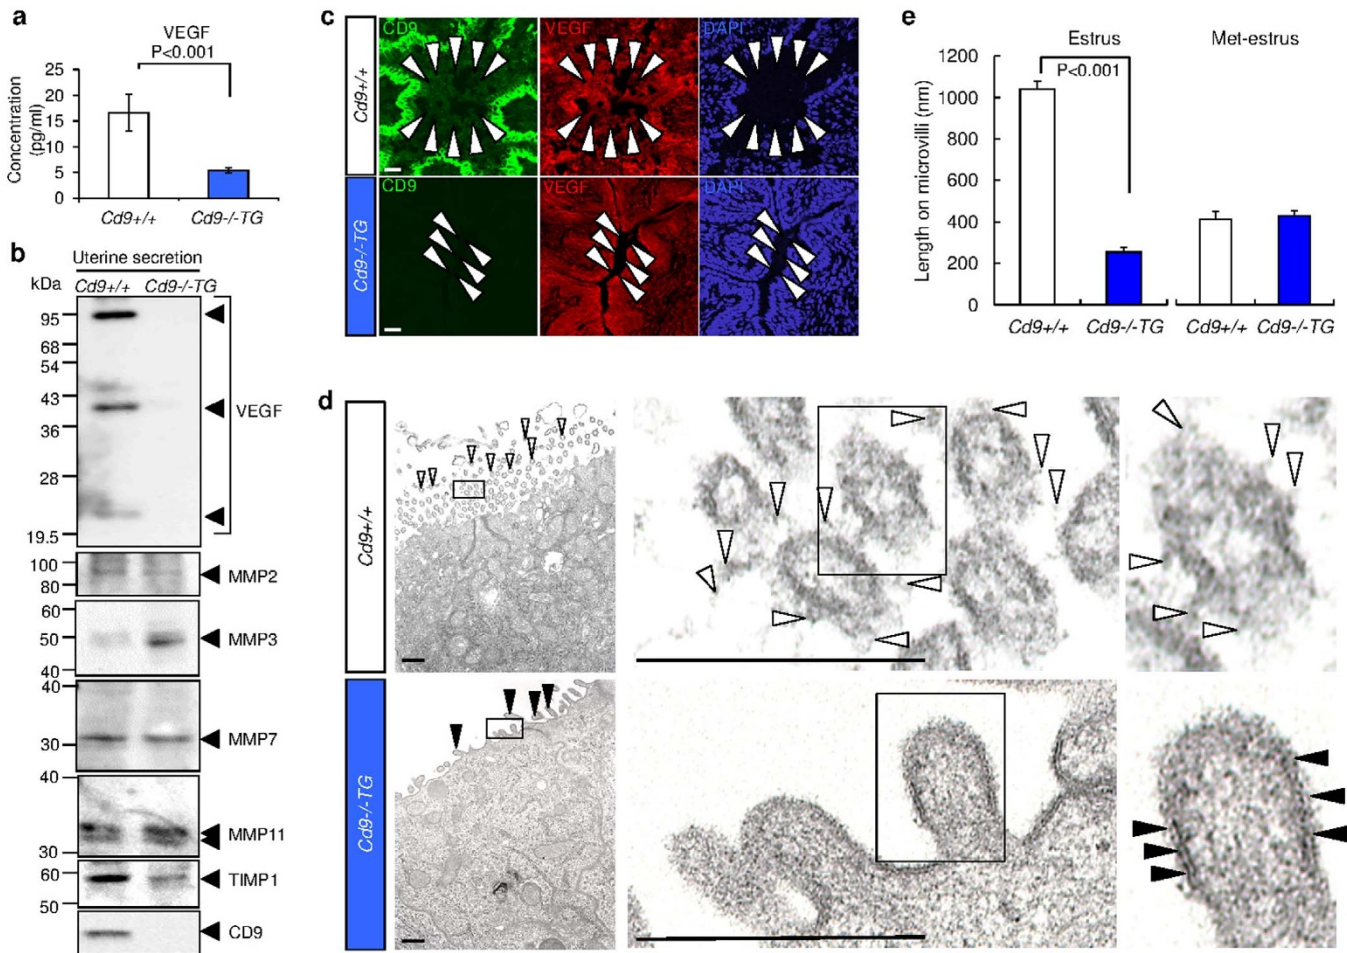 a
VEGF
P<0.001
Concentration
(pg/ml)
25
20
15
10
5
0
Cd9+/+ Cd9-/-TG
b
Uterine secretion
kDa Cd9+/+ Cd9-/-TG
95
68
54
43
36
28
19.5
VEGF
100
80
MMP2
60
50
40
MMP3
40
30
MMP7
40
30
MMP11
60
50
TIMP1
CD9
c
CD9 VEGF DAPI
Cd9+/+
CD9 VEGF DAPI
Cd9-/-TG
d
Cd9+/+
Cd9-/-TG
e
Estrus Met-estrus
P<0.001
Length on microvilli (nm)
1200
1000
800
600
400
200
0
Cd9+/+ Cd9-/-TG Cd9+/+ Cd9-/-TG